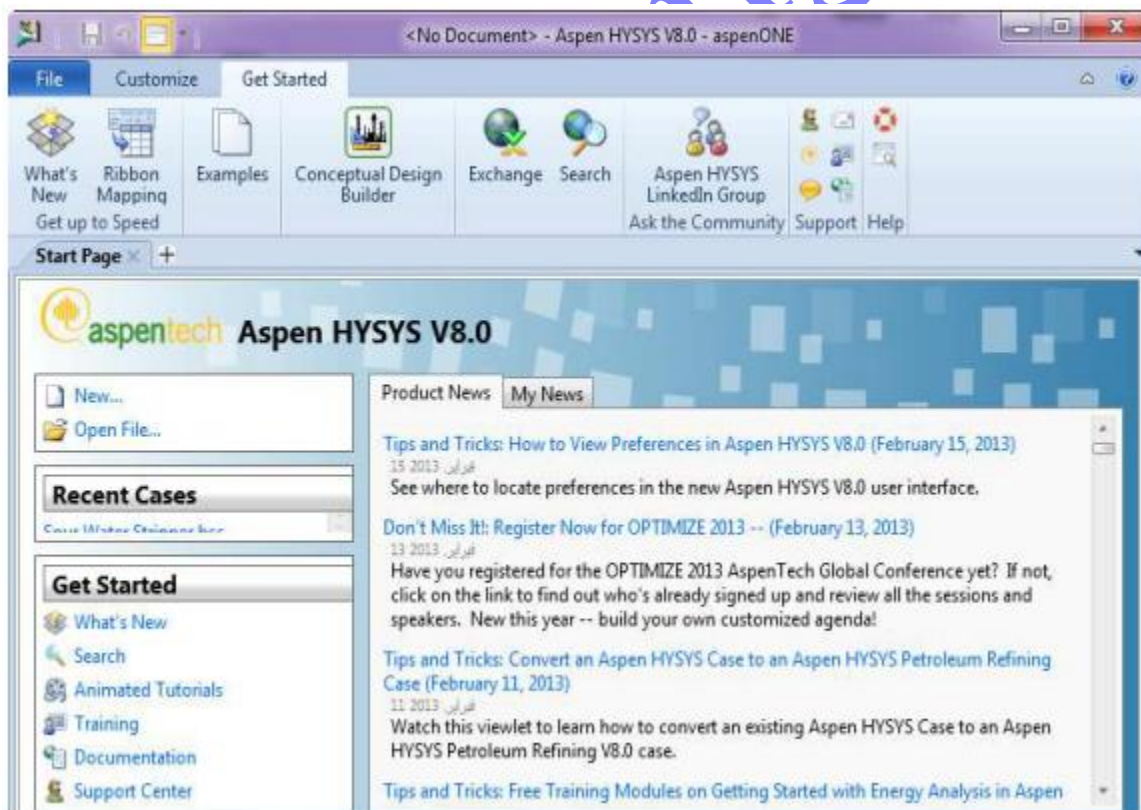 <No Document> - Aspen HYSYS V8.0 - aspenONE
File Customize Get Started
What's New
Ribbon Mapping
Get up to Speed
Examples
Conceptual Design Builder
Exchange
Search
Aspen HYSYS LinkedIn Group
Ask the Community
Support
Help
Start Page
aspentech Aspen HYSYS V8.0
New...
Open File...
Recent Cases
Sour Water Stripper.hsc
Get Started
What's New
Search
Animated Tutorials
Training
Documentation
Support Center
Product News My News
Tips and Tricks: How to View Preferences in Aspen HYSYS V8.0 (February 15, 2013)
15 فبراير, 2013
See where to locate preferences in the new Aspen HYSYS V8.0 user interface.
Don't Miss It!: Register Now for OPTIMIZE 2013 -- (February 13, 2013)
13 فبراير, 2013
Have you registered for the OPTIMIZE 2013 AspenTech Global Conference yet? If not,
click on the link to find out who's already signed up and review all the sessions and
speakers. New this year -- build your own customized agenda!
Tips and Tricks: Convert an Aspen HYSYS Case to an Aspen HYSYS Petroleum Refining
Case (February 11, 2013)
11 فبراير, 2013
Watch this viewlet to learn how to convert an existing Aspen HYSYS Case to an Aspen
HYSYS Petroleum Refining V8.0 case.
Tips and Tricks: Free Training Modules on Getting Started with Energy Analysis in Aspen